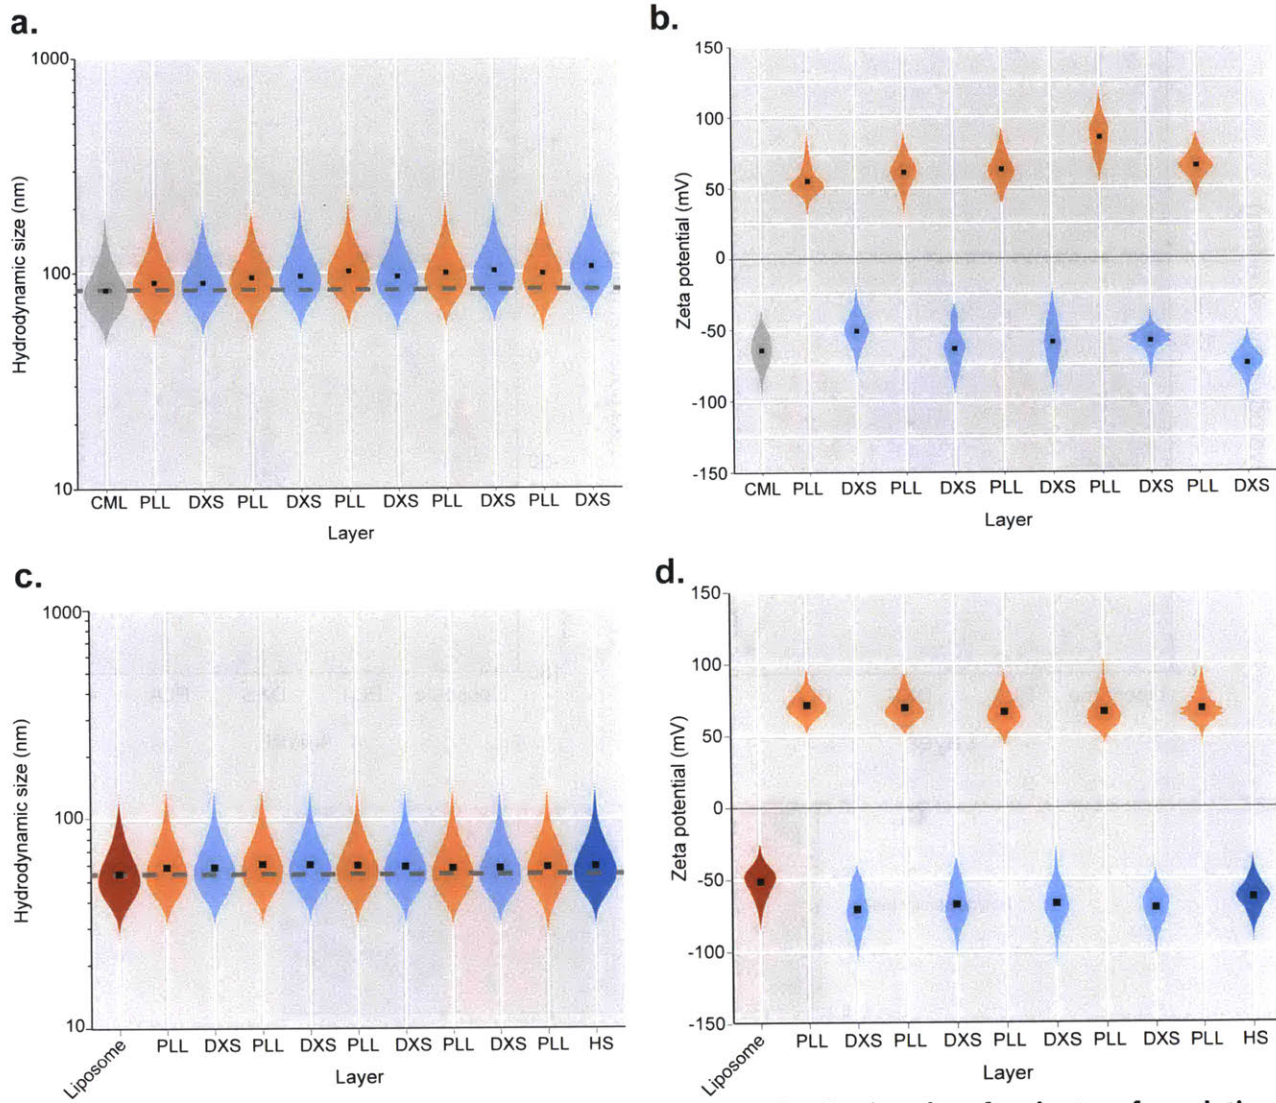 a.
1000
100
10
Hydrodynamic size (nm)
CML PLL DXS PLL DXS PLL DXS PLL DXS PLL DXS
Layer
b.
150
100
50
0
-50
-100
-150
Zeta potential (mV)
CML PLL DXS PLL DXS PLL DXS PLL DXS PLL DXS
Layer
c.
1000
100
10
Hydrodynamic size (nm)
Liposome PLL DXS PLL DXS PLL DXS PLL DXS PLL HS
Layer
d.
150
100
50
0
-50
-100
-150
Zeta potential (mV)
Liposome PLL DXS PLL DXS PLL DXS PLL DXS PLL HS
Layer